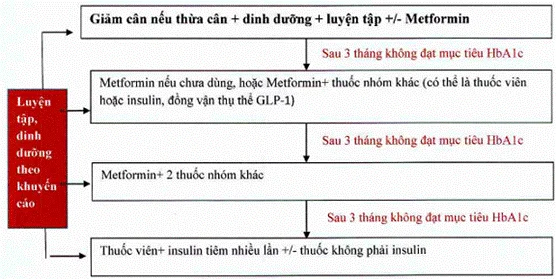 Giảm cân nếu thừa cân + dinh dưỡng + luyện tập +/- Metformin
Sau 3 tháng không đạt mục tiêu HbA1c
Luyện
tập,
dinh
dưỡng
theo
khuyến
cáo
Metformin nếu chưa dùng, hoặc Metformin+ thuốc nhóm khác (có thể là thuốc viên
hoặc insulin, đồng vận thụ thể GLP-1)
Sau 3 tháng không đạt mục tiêu HbA1c
Metformin+ 2 thuốc nhóm khác
Sau 3 tháng không đạt mục tiêu HbA1c
Thuốc viên+ insulin tiêm nhiều lần +/- thuốc không phải insulin